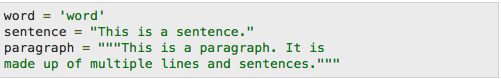 word = 'word'
sentence = "This is a sentence."
paragraph = """This is a paragraph. It is
made up of multiple lines and sentences."""